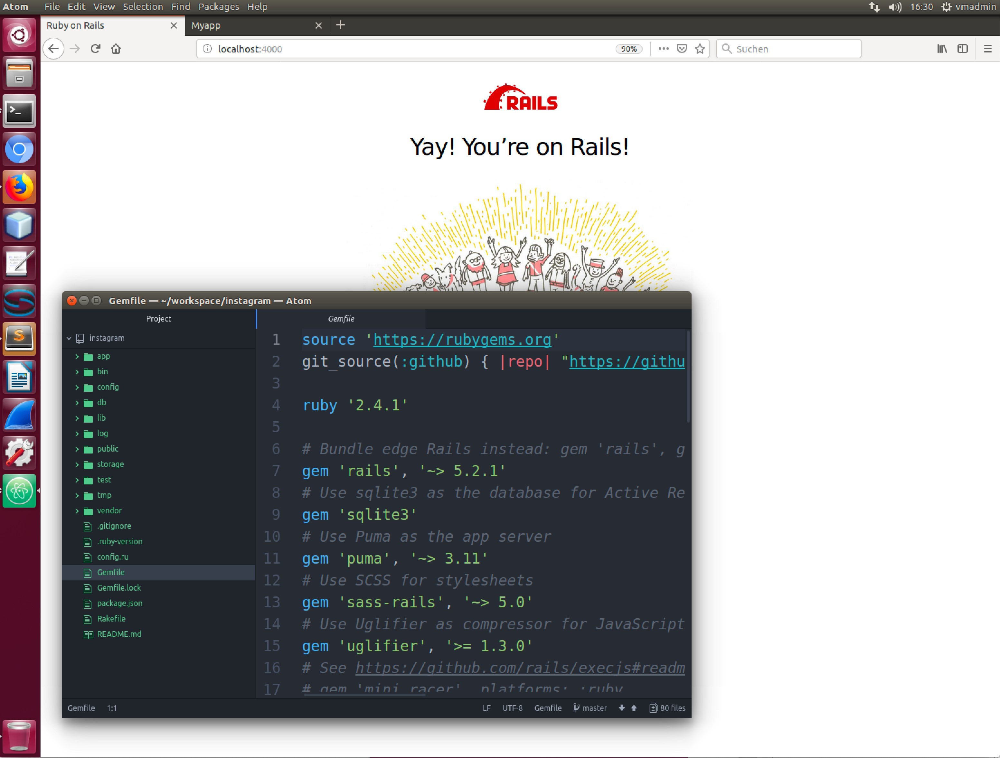 Atom File Edit View Selection Find Packages Help 16:30 vmadmin
Ruby on Rails Myapp
localhost:4000 90% Suchen
RAILS
Yay! You’re on Rails!
Gemfile — ~/workspace/instagram — Atom
Project
instagram
app
bin
config
db
lib
log
public
storage
test
tmp
vendor
.gitignore
.ruby-version
config.ru
Gemfile
Gemfile.lock
package.json
Rakefile
README.md
Gemfile
1 source 'https://rubygems.org'
2 git_source(:github) { |repo| "https://githu
3
4 ruby '2.4.1'
5
6 # Bundle edge Rails instead: gem 'rails', g
7 gem 'rails', '~> 5.2.1'
8 # Use sqlite3 as the database for Active Re
9 gem 'sqlite3'
10 # Use Puma as the app server
11 gem 'puma', '~> 3.11'
12 # Use SCSS for stylesheets
13 gem 'sass-rails', '~> 5.0'
14 # Use Uglifier as compressor for JavaScript
15 gem 'uglifier', '>= 1.3.0'
16 # See https://github.com/rails/execjs#readm
17 # gem 'mini_racer', platforms: :ruby
Gemfile 1:1 LF UTF-8 Gemfile master 80 files